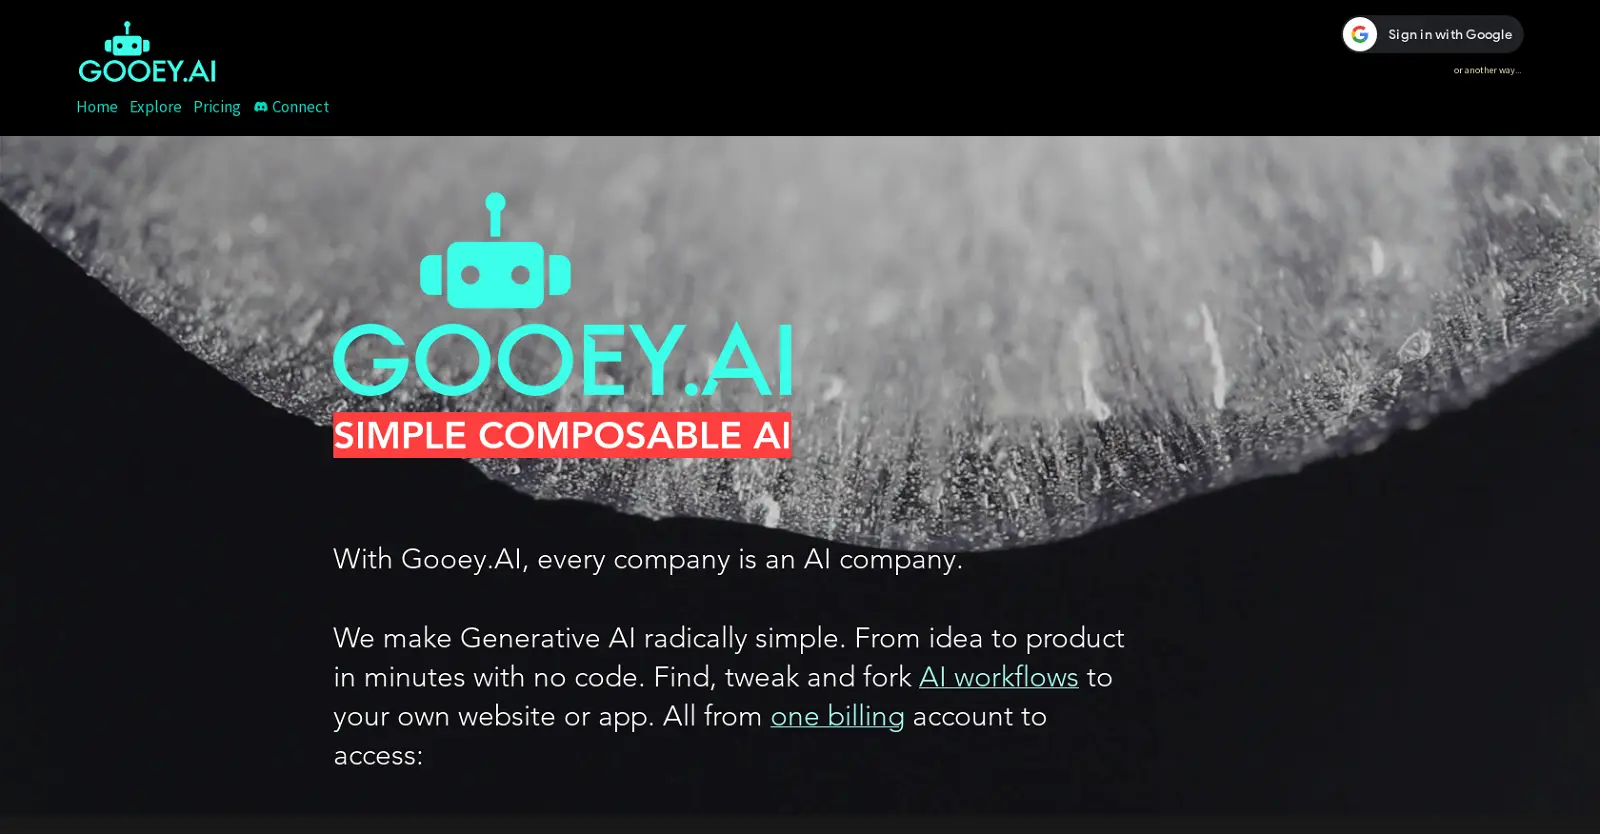 GOOEY.AI
Sign in with Google
or another way...
Home Explore Pricing Connect
GOOEY.AI
SIMPLE COMPOSABLE AI
With Gooey.AI, every company is an AI company.
We make Generative AI radically simple. From idea to product
in minutes with no code. Find, tweak and fork AI workflows to
your own website or app. All from one billing account to
access: